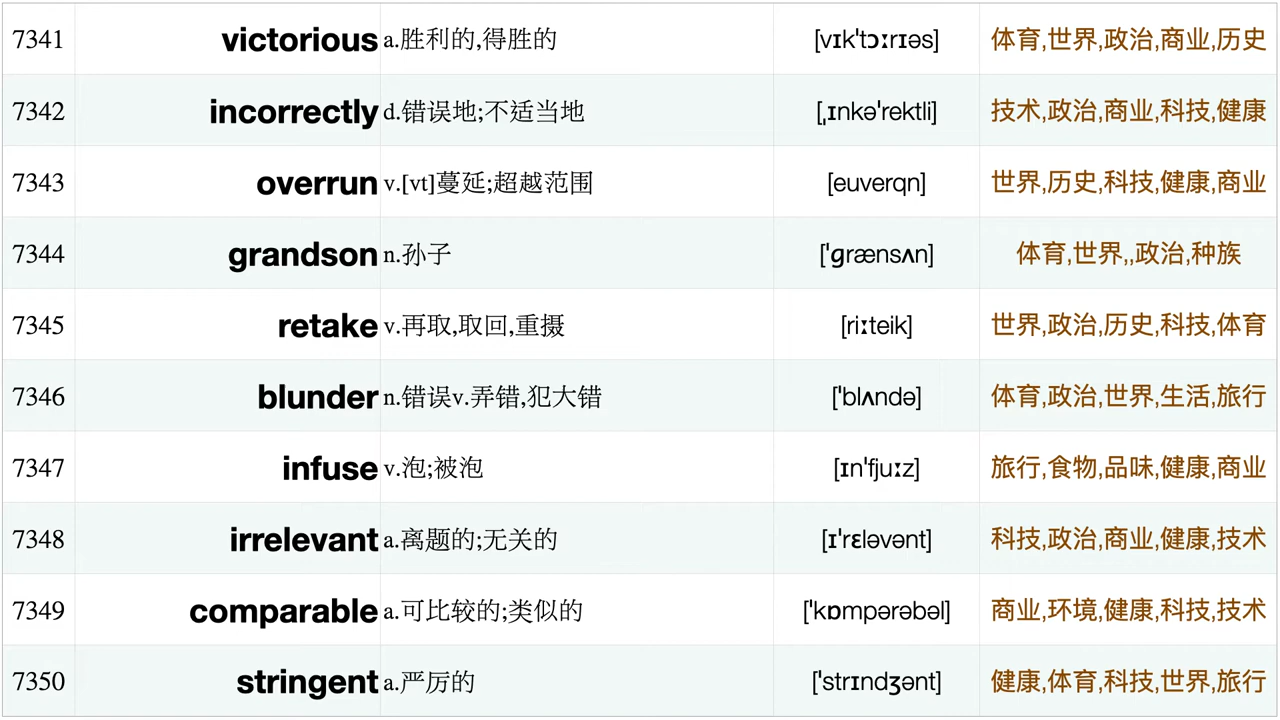 7341 victorious a.胜利的,得胜的 [vɪk'tɔːrɪəs] 体育,世界,政治,商业,历史
7342 incorrectly d.错误地;不适当地 [ˌɪnkə'rektli] 技术,政治,商业,科技,健康
7343 overrun v.[vt]蔓延;超越范围 [euverqn] 世界,历史,科技,健康,商业
7344 grandson n.孙子 ['ɡrænsʌn] 体育,世界,,政治,种族
7345 retake v.再取,取回,重摄 [riːteik] 世界,政治,历史,科技,体育
7346 blunder n.错误v.弄错,犯大错 ['blʌndə] 体育,政治,世界,生活,旅行
7347 infuse v.泡;被泡 [ɪn'fjuːz] 旅行,食物,品味,健康,商业
7348 irrelevant a.离题的;无关的 [ɪ'rɛləvənt] 科技,政治,商业,健康,技术
7349 comparable a.可比较的;类似的 ['kɒmpərəbəl] 商业,环境,健康,科技,技术
7350 stringent a.严厉的 ['strɪndʒənt] 健康,体育,科技,世界,旅行